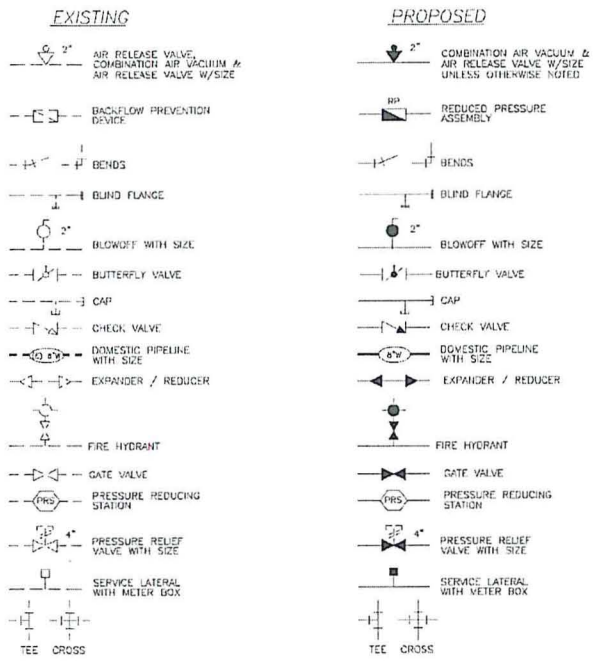 EXISTING
2"
AIR RELEASE VALVE,
COMBINATION AIR VACUUM &
AIR RELEASE VALVE W/SIZE
BACKFLOW PREVENTION
DEVICE
BENDS
BLIND FLANGE
2"
BLOWOFF WITH SIZE
BUTTERFLY VALVE
CAP
CHECK VALVE
(E) 8"W
DOMESTIC PIPELINE
WITH SIZE
EXPANDER / REDUCER
FIRE HYDRANT
GATE VALVE
PRS
PRESSURE REDUCING
STATION
4"
PRESSURE RELIEF
VALVE WITH SIZE
SERVICE LATERAL
WITH METER BOX
TEE CROSS
PROPOSED
2"
COMBINATION AIR VACUUM &
AIR RELEASE VALVE W/SIZE
UNLESS OTHERWISE NOTED
RP
REDUCED PRESSURE
ASSEMBLY
BENDS
BLIND FLANGE
2"
BLOWOFF WITH SIZE
BUTTERFLY VALVE
CAP
CHECK VALVE
8"W
DOMESTIC PIPELINE
WITH SIZE
EXPANDER / REDUCER
FIRE HYDRANT
GATE VALVE
PRS
PRESSURE REDUCING
STATION
4"
PRESSURE RELIEF
VALVE WITH SIZE
SERVICE LATERAL
WITH METER BOX
TEE CROSS